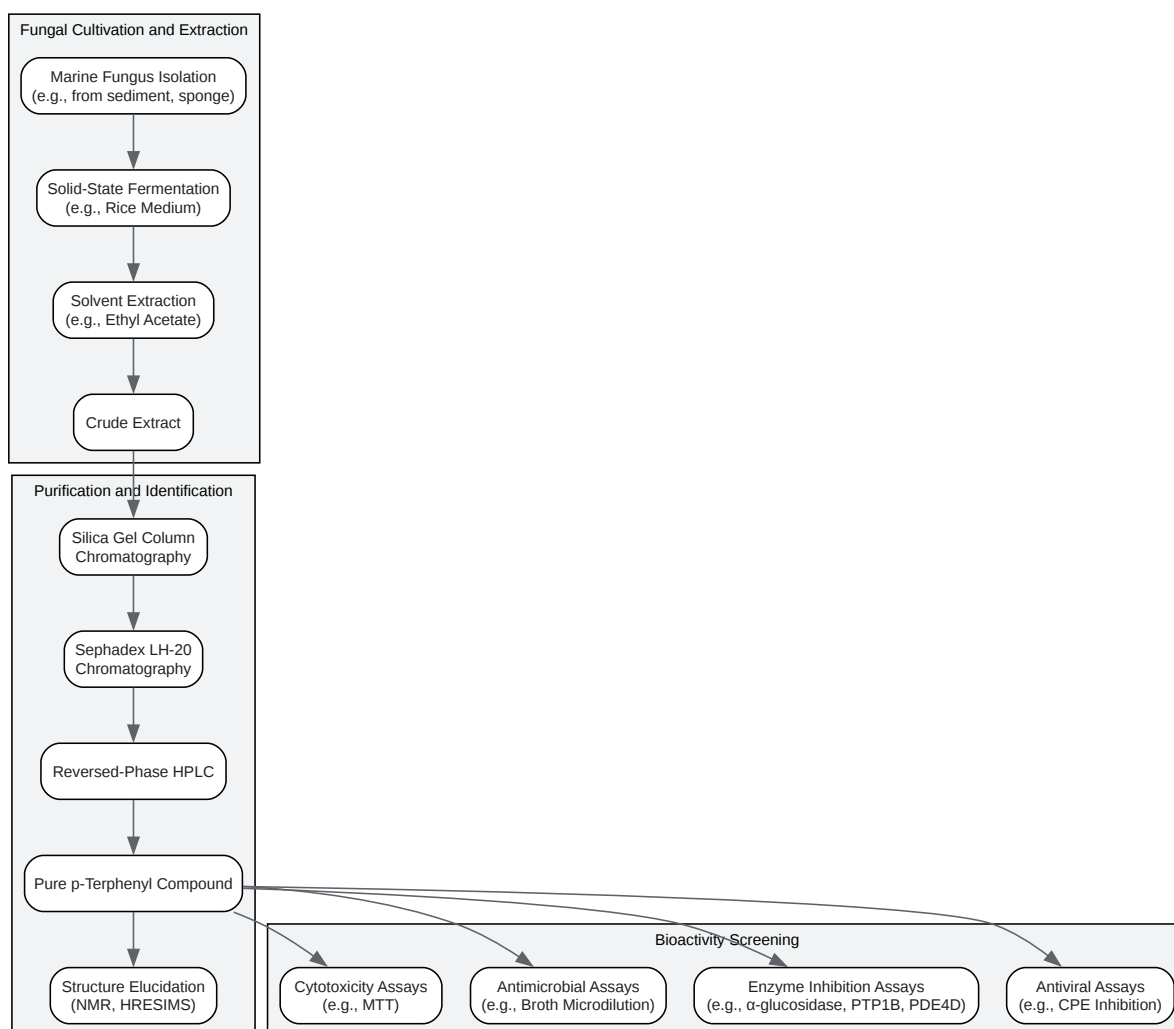 Fungal Cultivation and Extraction
Marine Fungus Isolation
(e.g., from sediment, sponge)
Solid-State Fermentation
(e.g., Rice Medium)
Solvent Extraction
(e.g., Ethyl Acetate)
Crude Extract
Purification and Identification
Silica Gel Column
Chromatography
Sephadex LH-20
Chromatography
Reversed-Phase HPLC
Pure p-Terphenyl Compound
Structure Elucidation
(NMR, HRESIMS)
Bioactivity Screening
Cytotoxicity Assays
(e.g., MTT)
Antimicrobial Assays
(e.g., Broth Microdilution)
Enzyme Inhibition Assays
(e.g., α-glucosidase, PTP1B, PDE4D)
Antiviral Assays
(e.g., CPE Inhibition)